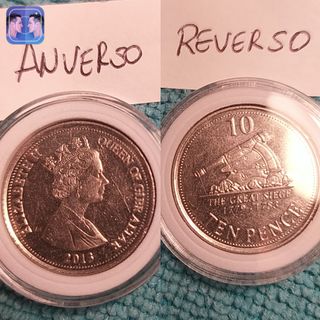 ANVERSO
REVERSO
ELIZABETH II
QUEEN OF GIBRALTAR
2013
10
THE GREAT SIEGE
1779-1783
TEN PENCE